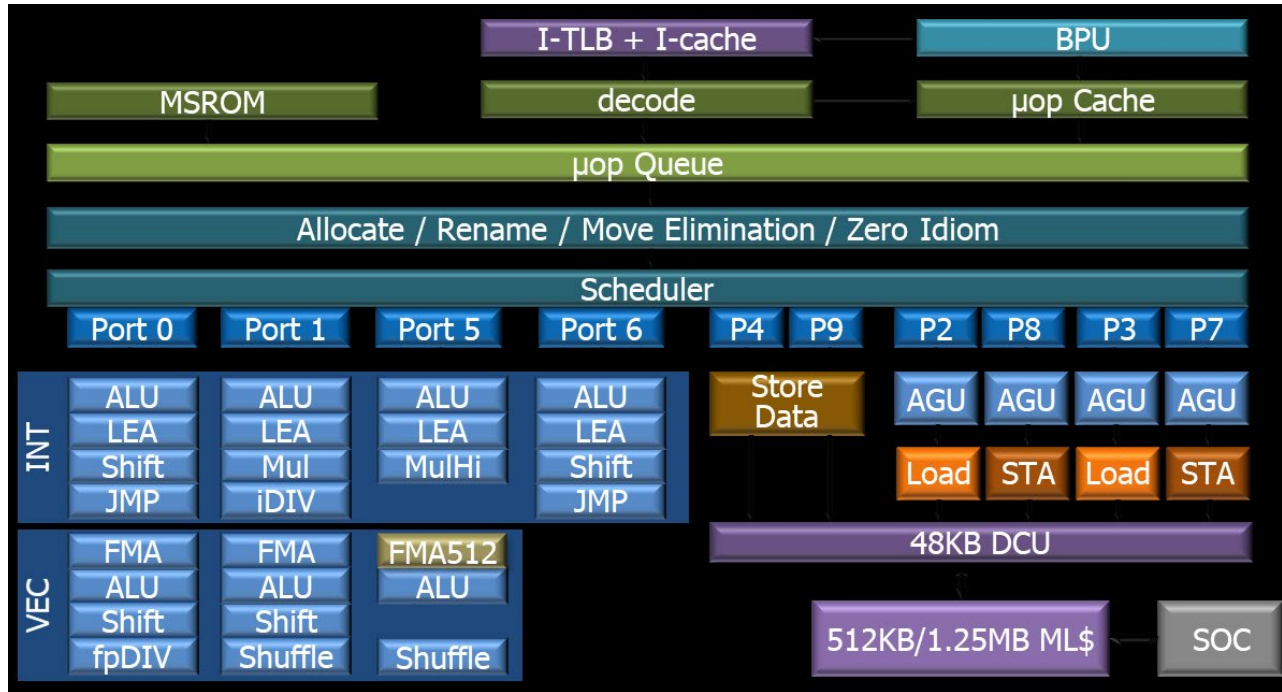 I-TLB + I-cache
BPU
MSROM
decode
μop Cache
μop Queue
Allocate / Rename / Move Elimination / Zero Idiom
Scheduler
Port 0
Port 1
Port 5
Port 6
P4
P9
P2
P8
P3
P7
INT
ALU
ALU
ALU
ALU
LEA
LEA
LEA
LEA
Shift
Mul
MulHi
Shift
JMP
iDIV
JMP
Store
Data
AGU
AGU
AGU
AGU
Load
STA
Load
STA
VEC
FMA
FMA
FMA512
ALU
ALU
ALU
Shift
Shift
fpDIV
Shuffle
Shuffle
48KB DCU
512KB/1.25MB ML$
SOC